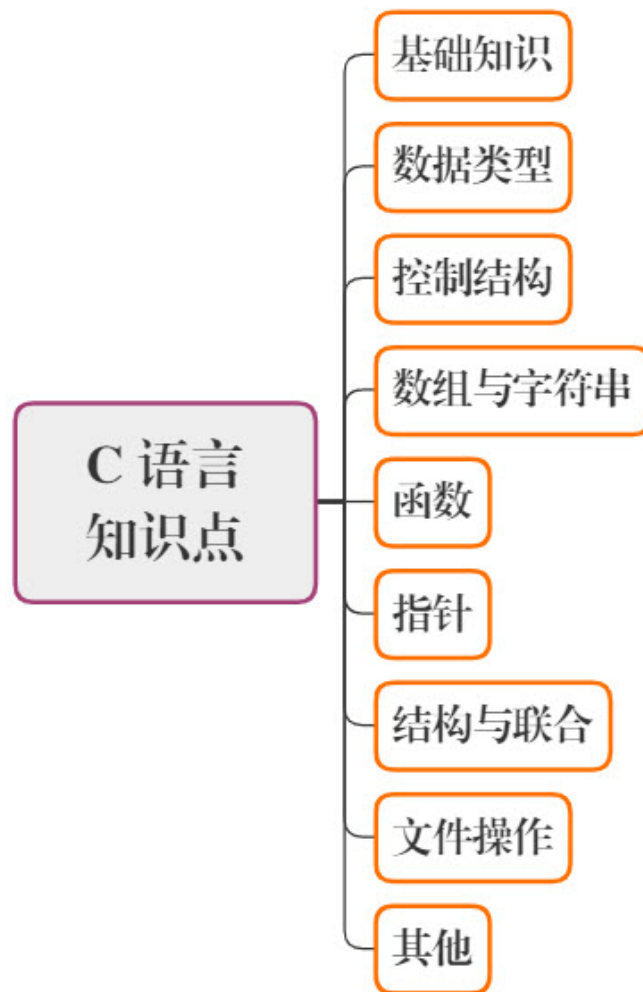 C 语言
知识点
基础知识
数据类型
控制结构
数组与字符串
函数
指针
结构与联合
文件操作
其他